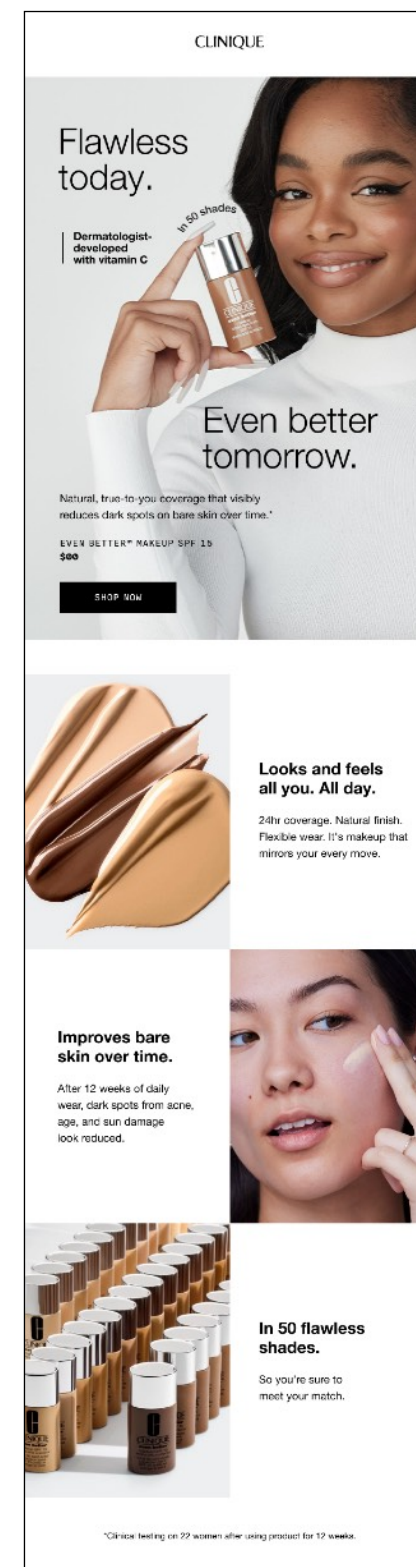 CLINIQUE
Flawless
today.
In 50 shades
Dermatologist-
developed
with vitamin C
CLINIQUE
Even better
tomorrow.
Natural, true-to-you coverage that visibly
reduces dark spots on bare skin over time.*
EVEN BETTER™ MAKEUP SPF 15
$00
SHOP NOW
Looks and feels
all you. All day.
24hr coverage. Natural finish.
Flexible wear. It's makeup that
mirrors your every move.
Improves bare
skin over time.
After 12 weeks of daily
wear, dark spots from acne,
age, and sun damage
look reduced.
In 50 flawless
shades.
So you're sure to
meet your match.
CLINIQUE
CLINIQUE
*Clinical testing on 22 women after using product for 12 weeks.